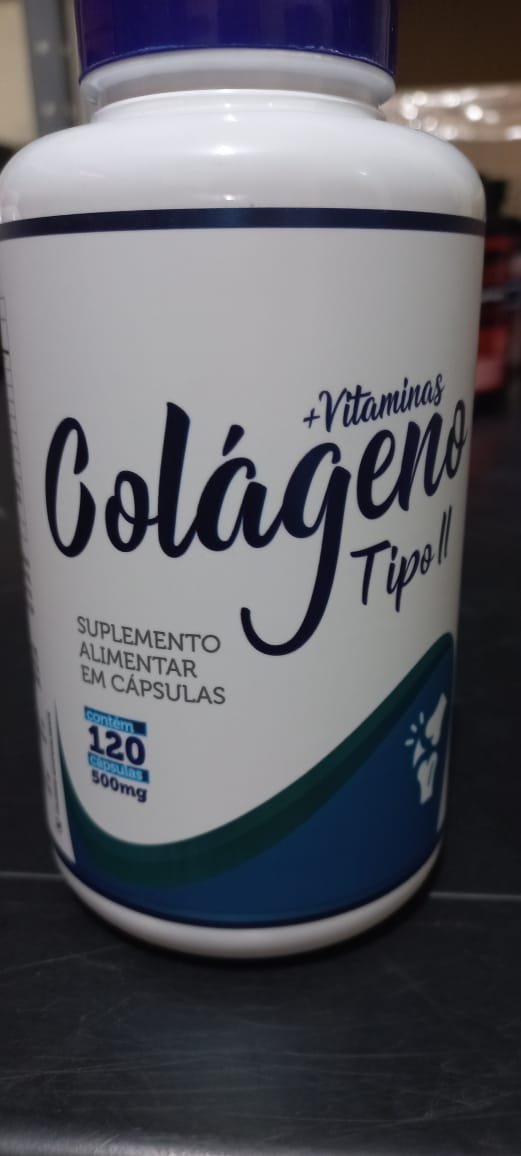 +Vitaminas
Colágeno
Tipo II
SUPLEMENTO
ALIMENTAR
EM CÁPSULAS
contém
120
cápsulas
500mg